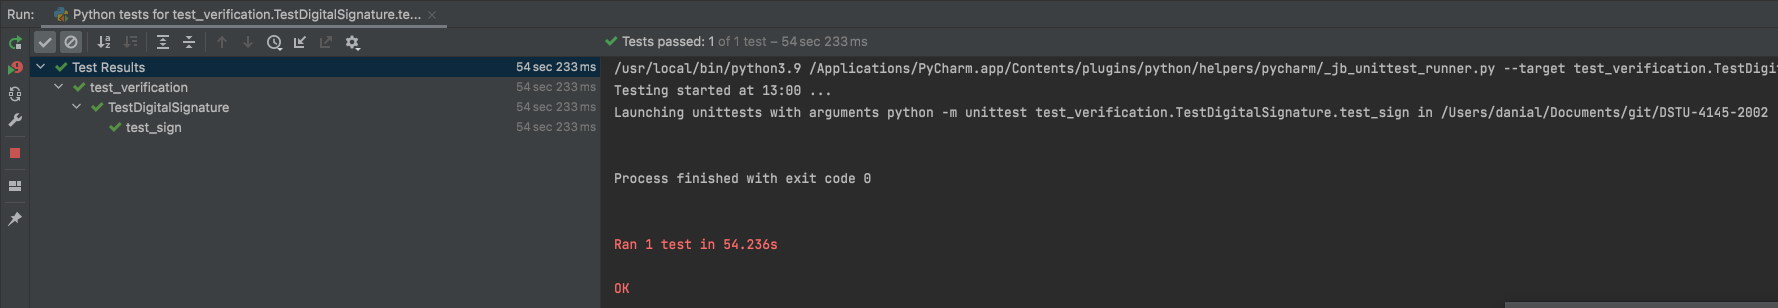 Run: Python tests for test_verification.TestDigitalSignature.te...
Tests passed: 1 of 1 test – 54 sec 233 ms
Test Results 54 sec 233 ms
test_verification 54 sec 233 ms
TestDigitalSignature 54 sec 233 ms
test_sign 54 sec 233 ms
/usr/local/bin/python3.9 /Applications/PyCharm.app/Contents/plugins/python/helpers/pycharm/_jb_unittest_runner.py --target test_verification.TestDigit
Testing started at 13:00 ...
Launching unittests with arguments python -m unittest test_verification.TestDigitalSignature.test_sign in /Users/danial/Documents/git/DSTU-4145-2002
Process finished with exit code 0
Ran 1 test in 54.236s
OK